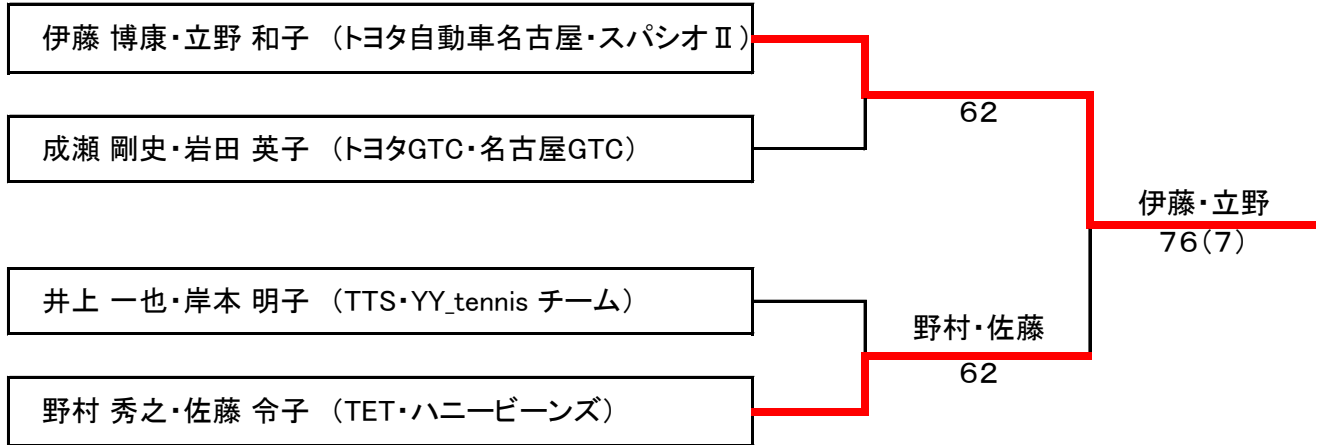 伊藤 博康・立野 和子 （トヨタ自動車名古屋・スパシオⅡ）
62
成瀬 剛史・岩田 英子 （トヨタGTC・名古屋GTC）
伊藤・立野
76(7)
井上 一也・岸本 明子 （TTS・YY_tennis チーム）
野村・佐藤
62
野村 秀之・佐藤 令子 （TET・ハニービーンズ）